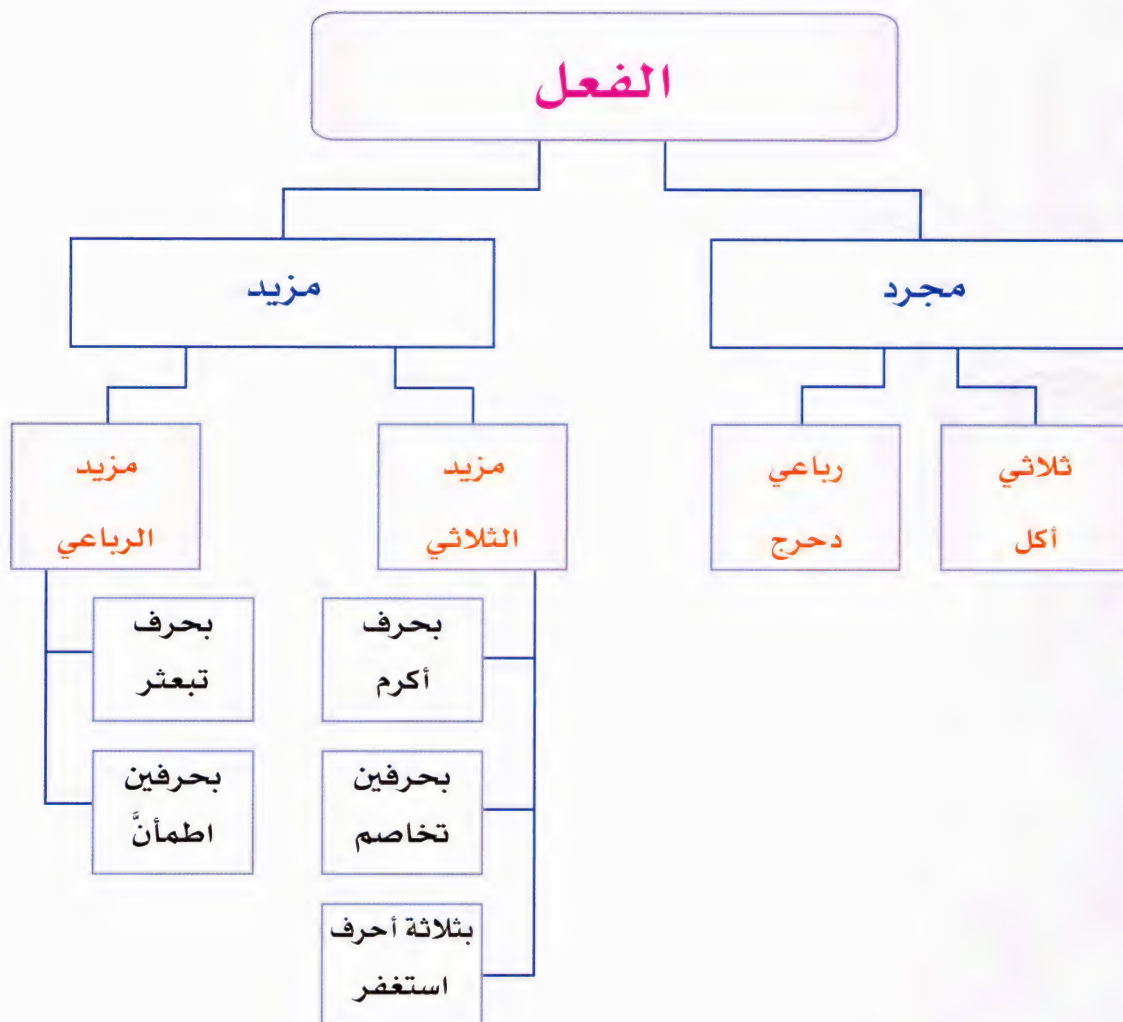 الفعل
مجرد
مزيد
ثلاثي
أكل
رباعي
دحرج
مزيد
الثلاثي
مزيد
الرباعي
بحرف
أكرم
بحرفين
تخاصم
بثلاثة أحرف
استغفر
بحرف
تبعثر
بحرفين
اطمأنَّ